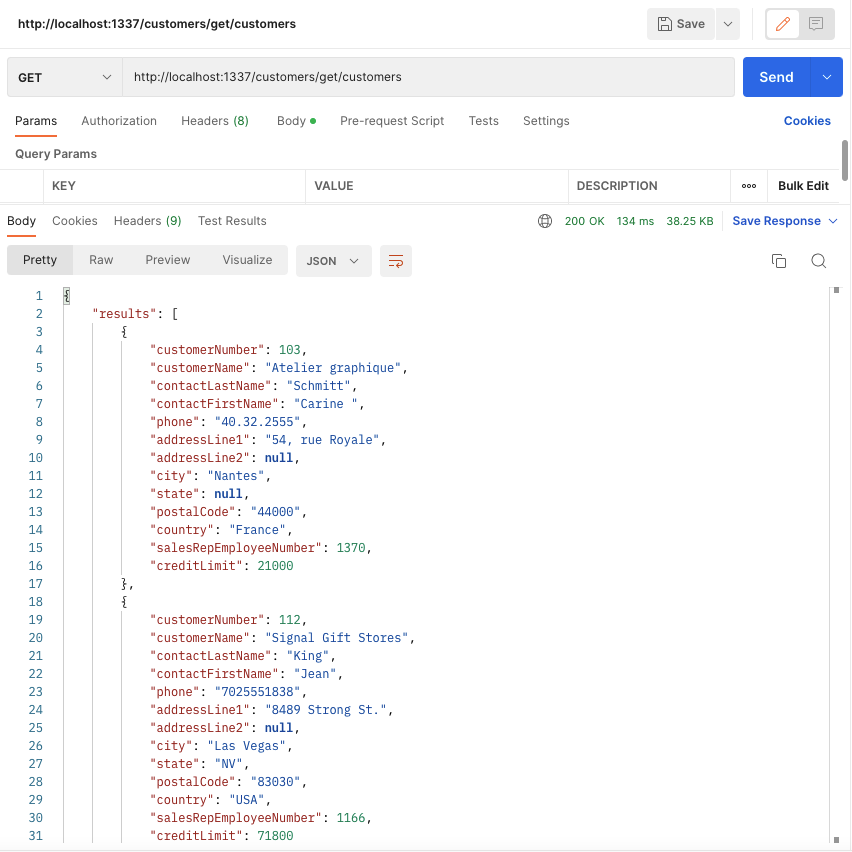 http://localhost:1337/customers/get/customers Save
GET http://localhost:1337/customers/get/customers Send
Params Authorization Headers (8) Body Pre-request Script Tests Settings Cookies
Query Params
KEY VALUE DESCRIPTION Bulk Edit
Body Cookies Headers (9) Test Results 200 OK 134 ms 38.25 KB Save Response
Pretty Raw Preview Visualize JSON
1 {
2 "results": [
3 {
4 "customerNumber": 103,
5 "customerName": "Atelier graphique",
6 "contactLastName": "Schmitt",
7 "contactFirstName": "Carine ",
8 "phone": "40.32.2555",
9 "addressLine1": "54, rue Royale",
10 "addressLine2": null,
11 "city": "Nantes",
12 "state": null,
13 "postalCode": "44000",
14 "country": "France",
15 "salesRepEmployeeNumber": 1370,
16 "creditLimit": 21000
17 },
18 {
19 "customerNumber": 112,
20 "customerName": "Signal Gift Stores",
21 "contactLastName": "King",
22 "contactFirstName": "Jean",
23 "phone": "7025551838",
24 "addressLine1": "8489 Strong St.",
25 "addressLine2": null,
26 "city": "Las Vegas",
27 "state": "NV",
28 "postalCode": "83030",
29 "country": "USA",
30 "salesRepEmployeeNumber": 1166,
31 "creditLimit": 71800